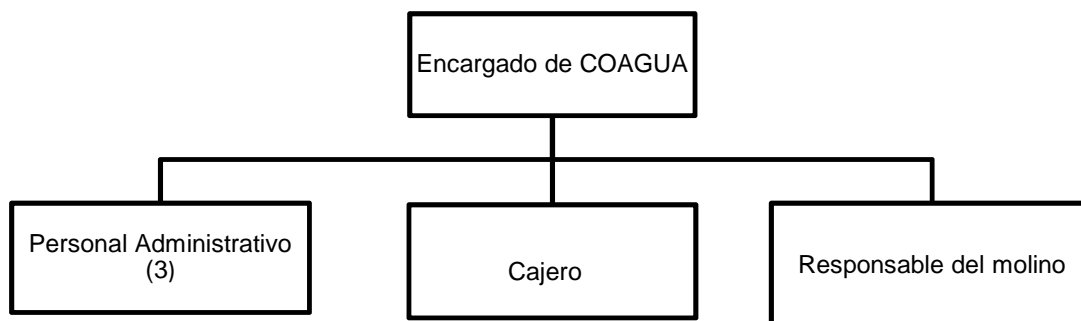 Encargado de COAGUA
Personal Administrativo
(3)
Cajero
Responsable del molino